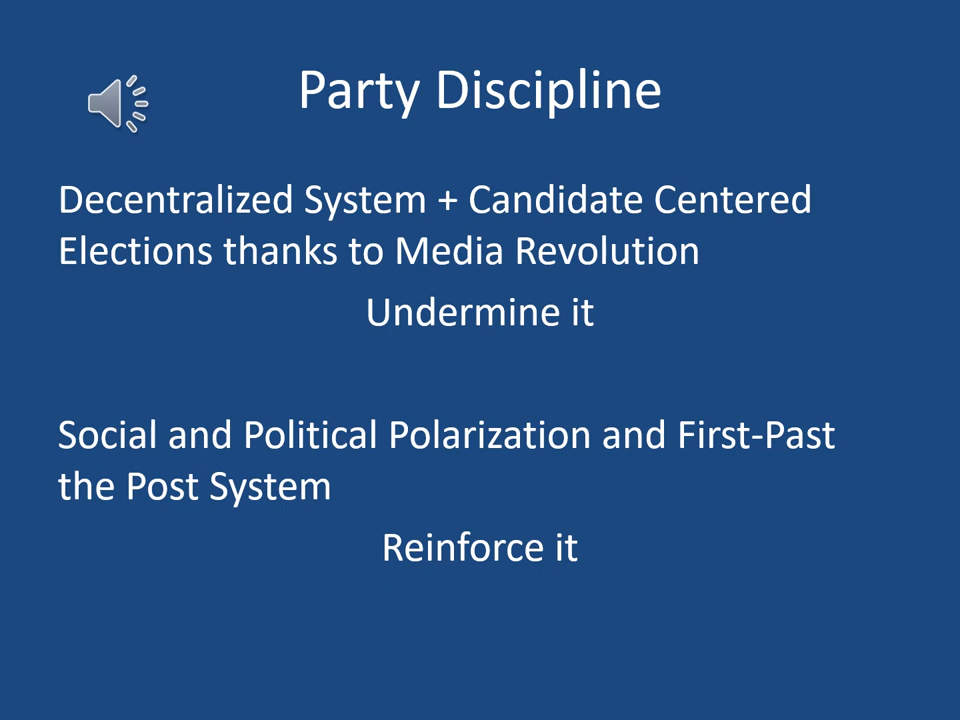 Party Discipline
Decentralized System + Candidate Centered
Elections thanks to Media Revolution
Undermine it
Social and Political Polarization and First-Past
the Post System
Reinforce it